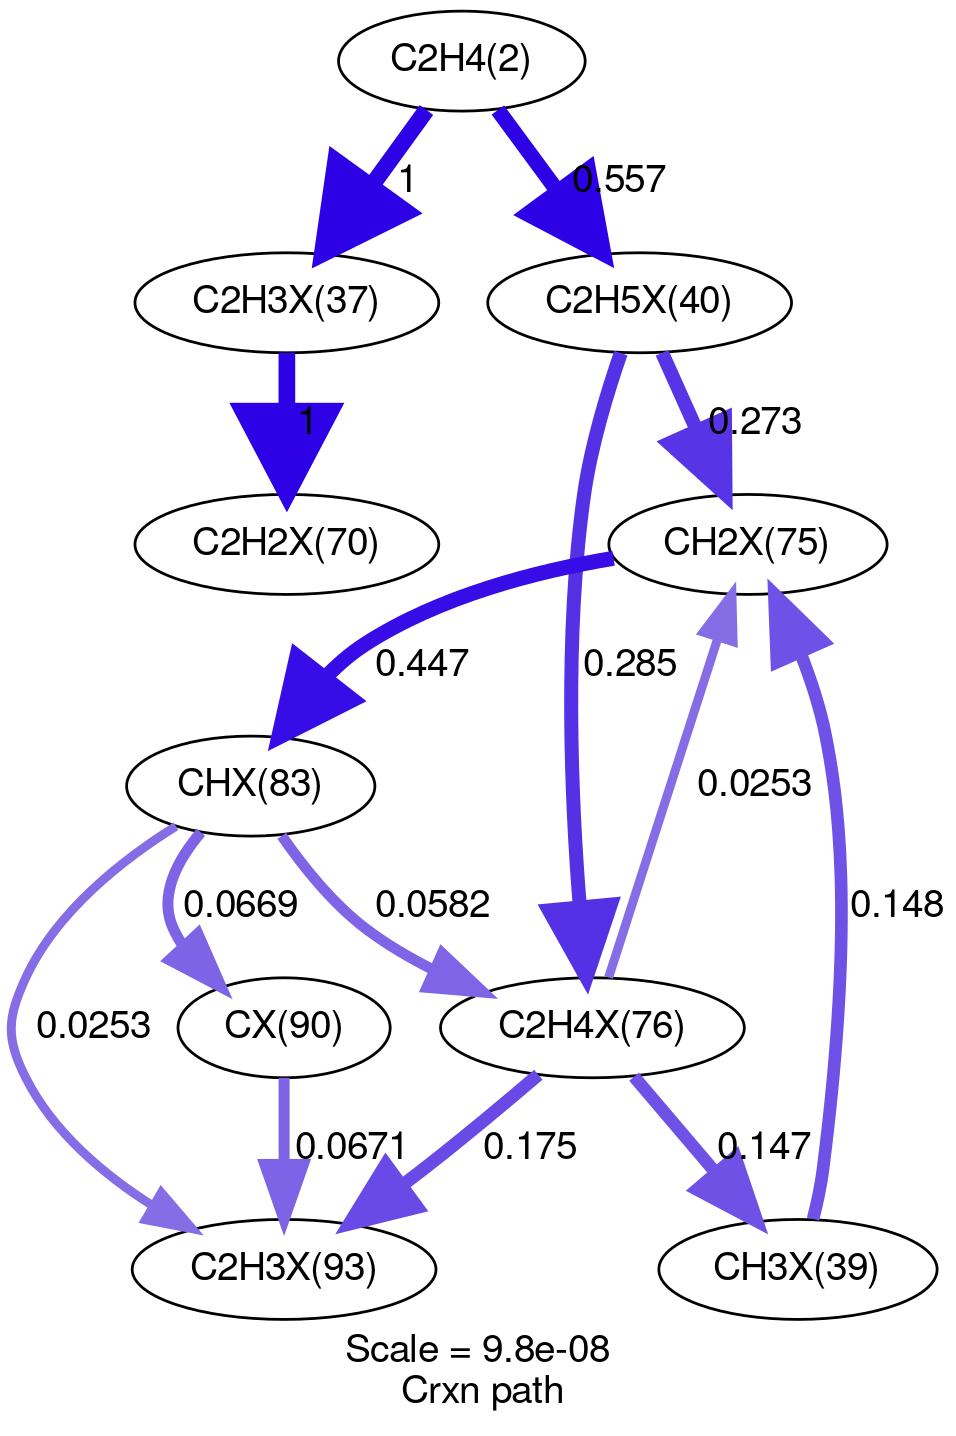 C2H4(2)
1
0.557
C2H3X(37)
C2H5X(40)
1
0.273
C2H2X(70)
CH2X(75)
0.447
0.285
CHX(83)
0.0253
0.0669
0.0582
0.148
0.0253
CX(90)
C2H4X(76)
0.0671
0.175
0.147
C2H3X(93)
CH3X(39)
Scale = 9.8e-08
Crxn path